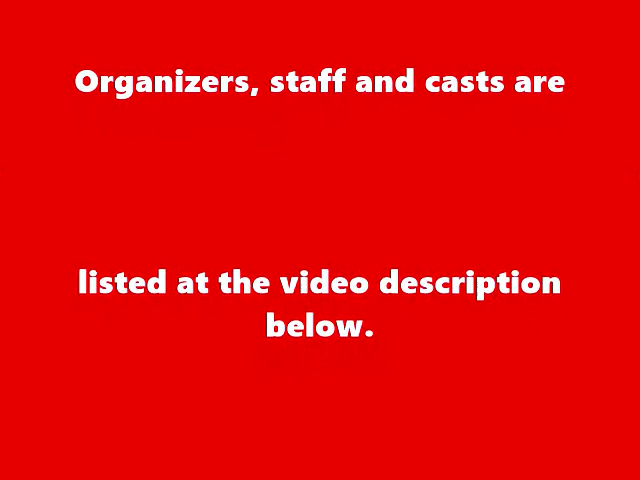 Organizers, staff and casts are
listed at the video description
below.